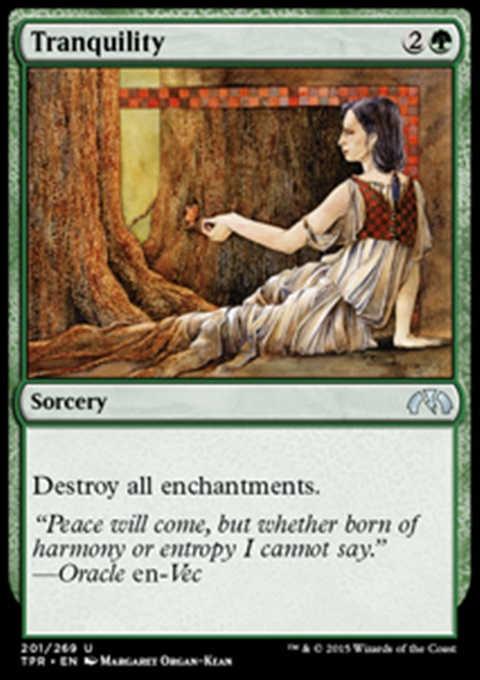 Tranquility 2
Sorcery
Destroy all enchantments.
“Peace will come, but whether born of
harmony or entropy I cannot say.”
—Oracle en-Vec
201/269 U
TPR • EN MARGARET ORGAN-KEAN
™ & © 2015 Wizards of the Coast